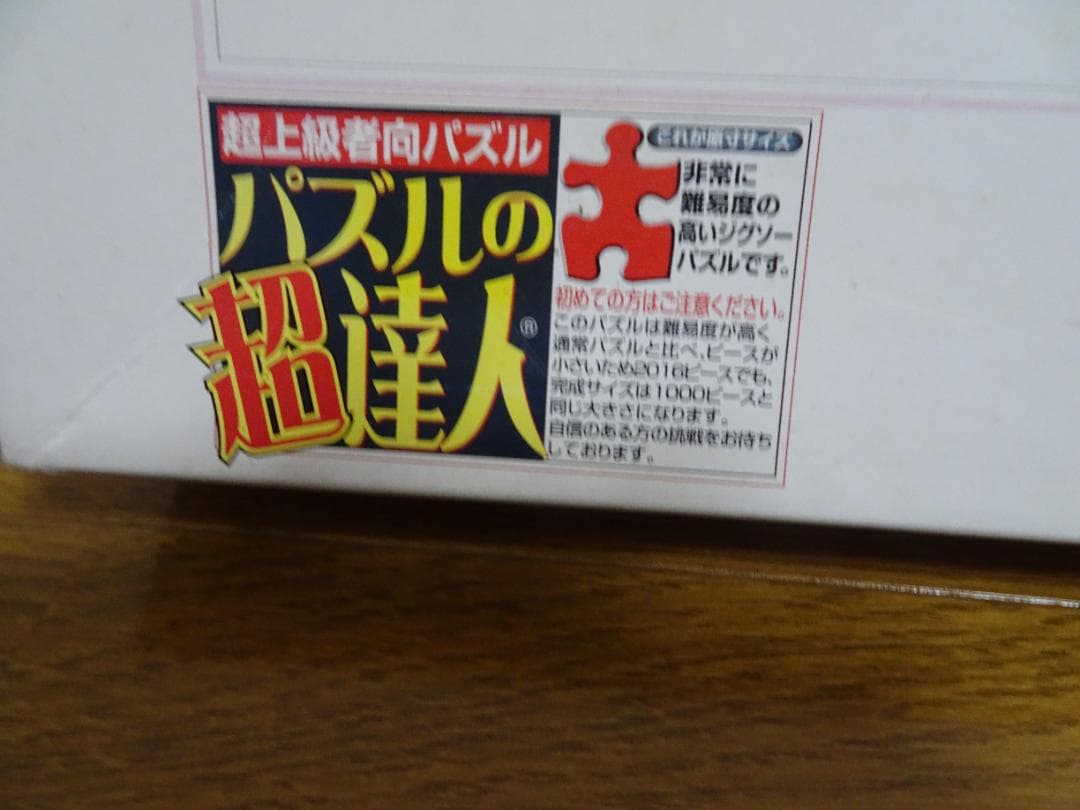 超上級者向パズル
パズルの
超達人®
これが原寸サイズ
非常に
難易度の
高いジグソー
パズルです。
初めての方はご注意ください。
このパズルは難易度が高く
通常パズルと比べ、ピースが
小さいため2016ピースでも、
完成サイズは1000ピースと
同じ大きさになります。
自信のある方の挑戦をお待ち
しております。